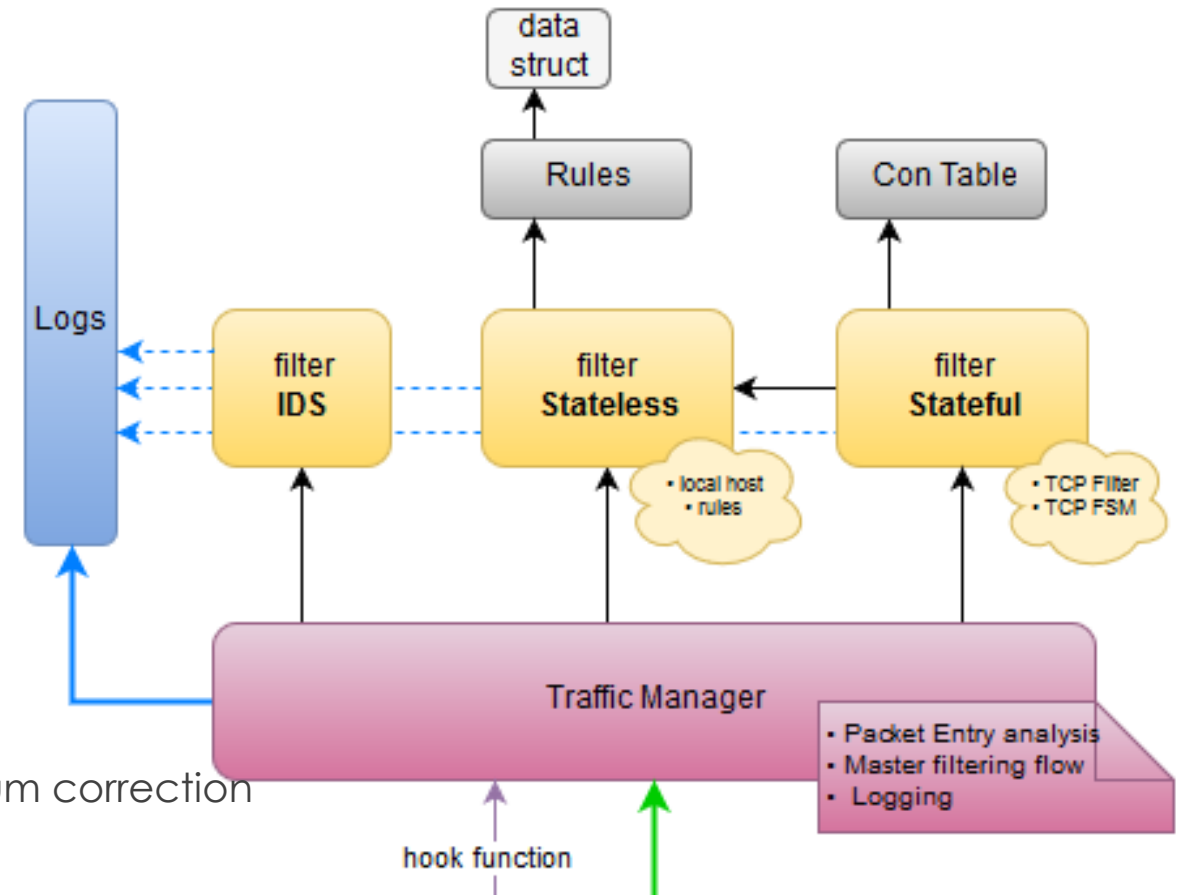 data
struct
Rules
Con Table
Logs
filter
IDS
filter
Stateless
filter
Stateful
• local host
• rules
• TCP Filter
• TCP FSM
Traffic Manager
• Packet Entry analysis
• Master filtering flow
• Logging
um correction
hook function